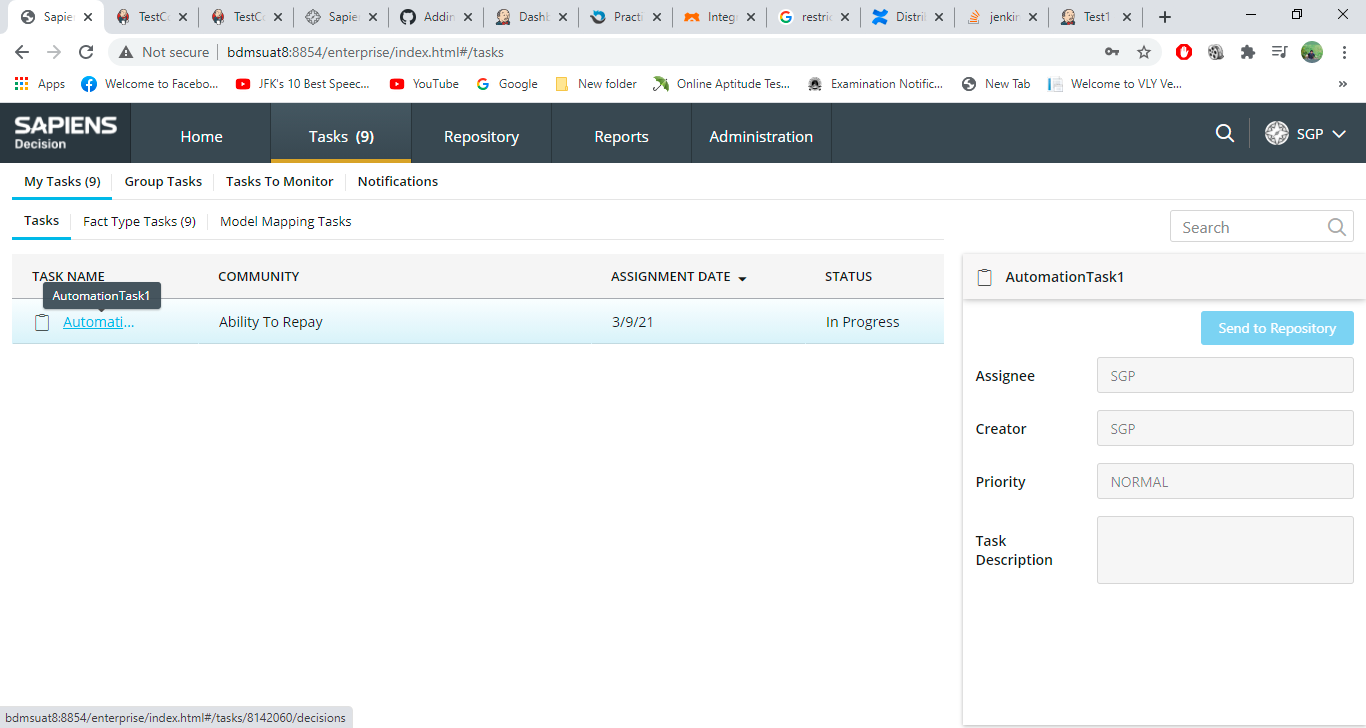 Sapie
TestCo
TestCo
Sapie
Addin
Dashb
Practi
Integr
restric
Distrib
jenkin
Test1
Not secure bdmsuat8:8854/enterprise/index.html#/tasks
Apps Welcome to Facebo... JFK's 10 Best Speec... YouTube Google New folder Online Aptitude Tes... Examination Notific... New Tab Welcome to VLY Ve... »
SAPIENS
Decision
Home Tasks (9) Repository Reports Administration SGP
My Tasks (9) Group Tasks Tasks To Monitor Notifications
Tasks Fact Type Tasks (9) Model Mapping Tasks
Search
TASK NAME COMMUNITY ASSIGNMENT DATE STATUS
AutomationTask1
Automati... Ability To Repay 3/9/21 In Progress
AutomationTask1
Send to Repository
Assignee SGP
Creator SGP
Priority NORMAL
Task
Description
bdmsuat8:8854/enterprise/index.html#/tasks/8142060/decisions